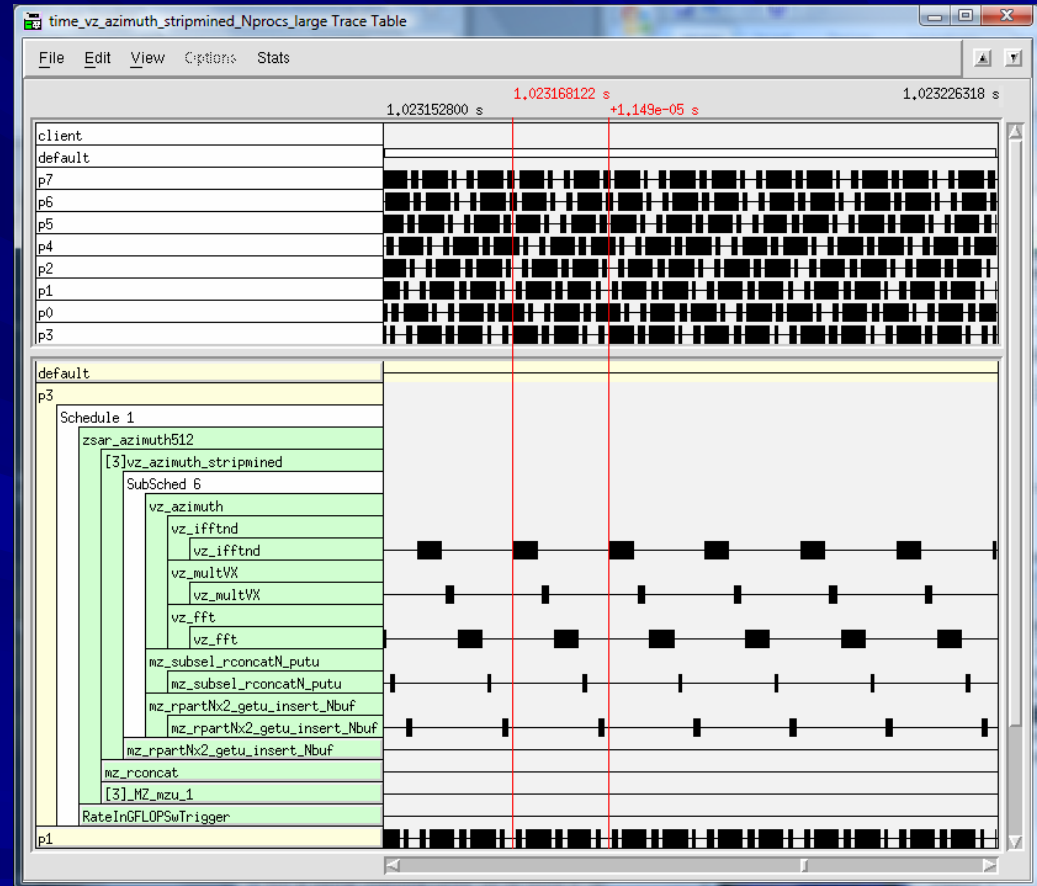 time_vz_azimuth_stripmined_Nprocs_large Trace Table
File Edit View Options Stats
1.023168122 s 1.023226318 s
1.023152800 s +1.149e-05 s
client
default
p7
p6
p5
p4
p2
p1
p0
p3
default
p3
Schedule 1
zsar_azimuth512
[3]vz_azimuth_stripmined
SubSched 6
vz_azimuth
vz_ifftnd
vz_ifftnd
vz_multVX
vz_multVX
vz_fft
vz_fft
mz_subsel_rconcatN_putu
mz_subsel_rconcatN_putu
mz_rpartNx2_getu_insert_Nbuf
mz_rpartNx2_getu_insert_Nbuf
mz_rpartNx2_getu_insert_Nbuf
mz_rconcat
[3]_MZ_mzu_1
RateInGFLOPSwTrigger
p1